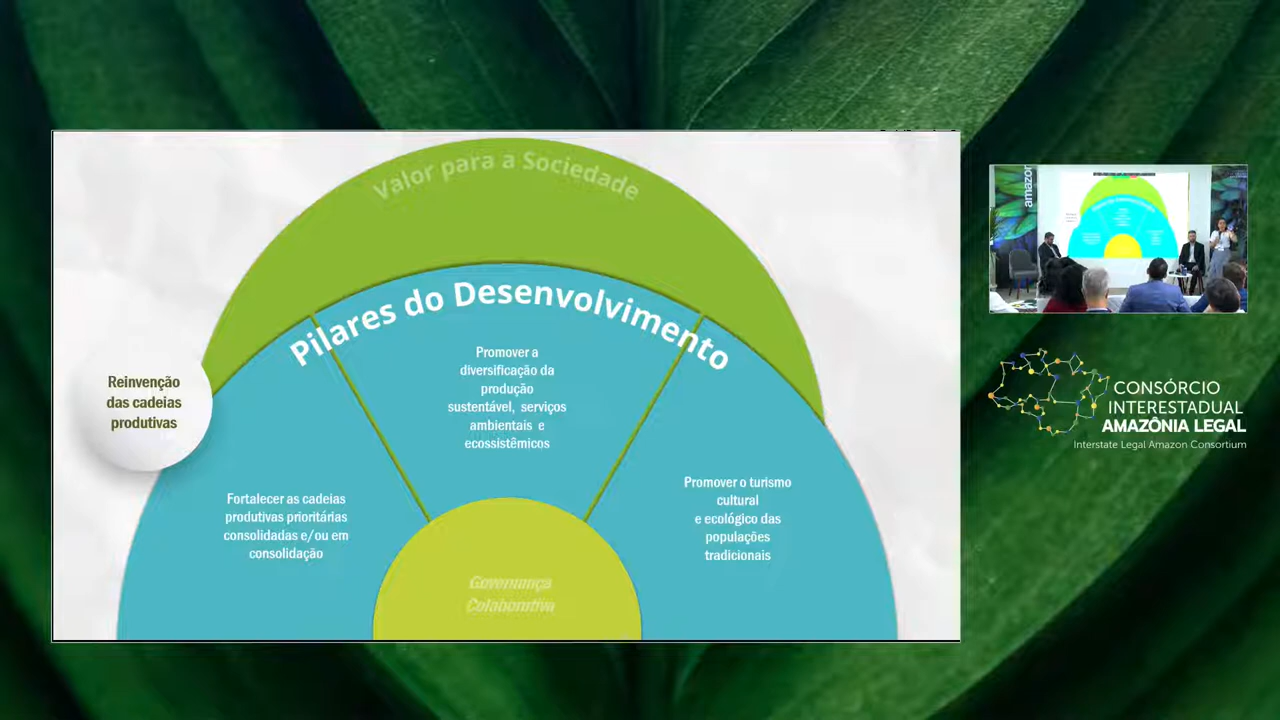 Valor para a Sociedade
Pilares do Desenvolvimento
Reinvenção
das cadeias
produtivas
Promover a
diversificação da
produção
sustentável, serviços
ambientais e
ecossistêmicos
Fortalecer as cadeias
produtivas prioritárias
consolidadas e/ou em
consolidação
Promover o turismo
cultural
e ecológico das
populações
tradicionais
Governança
Colaborativa
amazon
CONSÓRCIO
INTERESTADUAL
AMAZÔNIA LEGAL
Interstate Legal Amazon Consortium